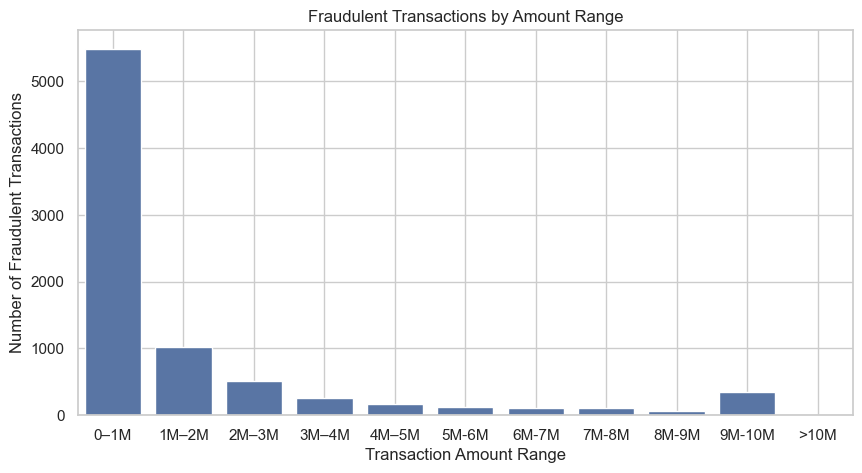 Fraudulent Transactions by Amount Range
Number of Fraudulent Transactions
5000
4000
3000
2000
1000
0
0–1M 1M–2M 2M–3M 3M–4M 4M–5M 5M-6M 6M-7M 7M-8M 8M-9M 9M-10M >10M
Transaction Amount Range